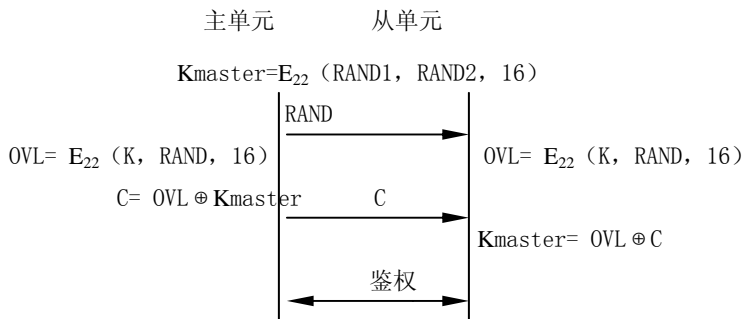 主单元 从单元
Kmaster=E₂₂（RAND1，RAND2，16）
RAND
OVL= E₂₂（K，RAND，16） OVL= E₂₂（K，RAND，16）
C= OVL⊕Kmaster C
Kmaster= OVL⊕C
鉴权